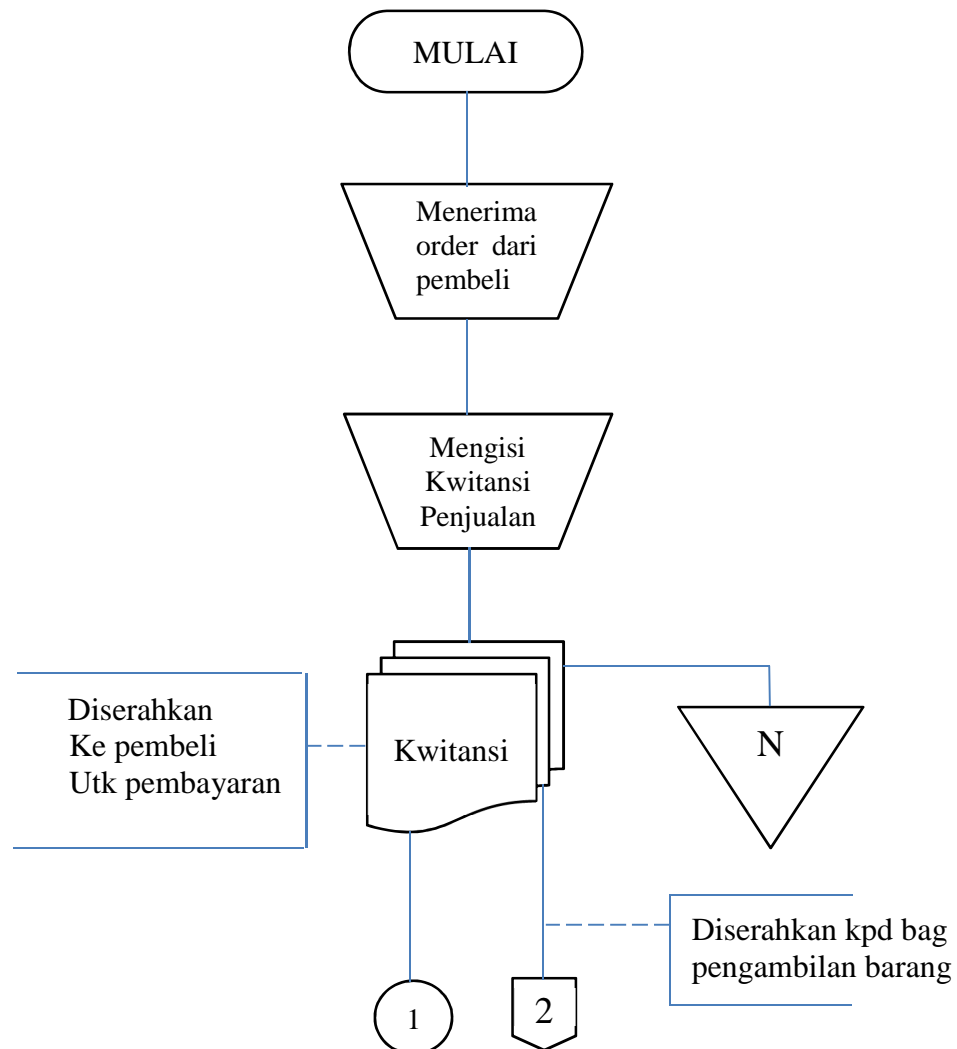 MULAI
Menerima
order dari
pembeli
Mengisi
Kwitansi
Penjualan
Diserahkan
Ke pembeli
Utk pembayaran
Kwitansi
N
Diserahkan kpd bag
pengambilan barang
1
2